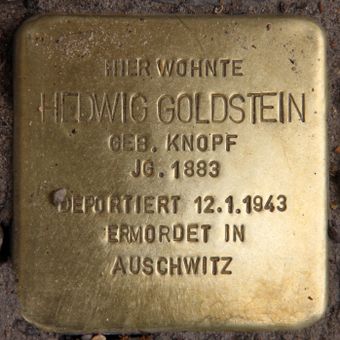 HIER WOHNTE
HEDWIG GOLDSTEIN
GEB. KNOPF
JG. 1883
DEPORTIERT 12.1.1943
ERMORDET IN
AUSCHWITZ